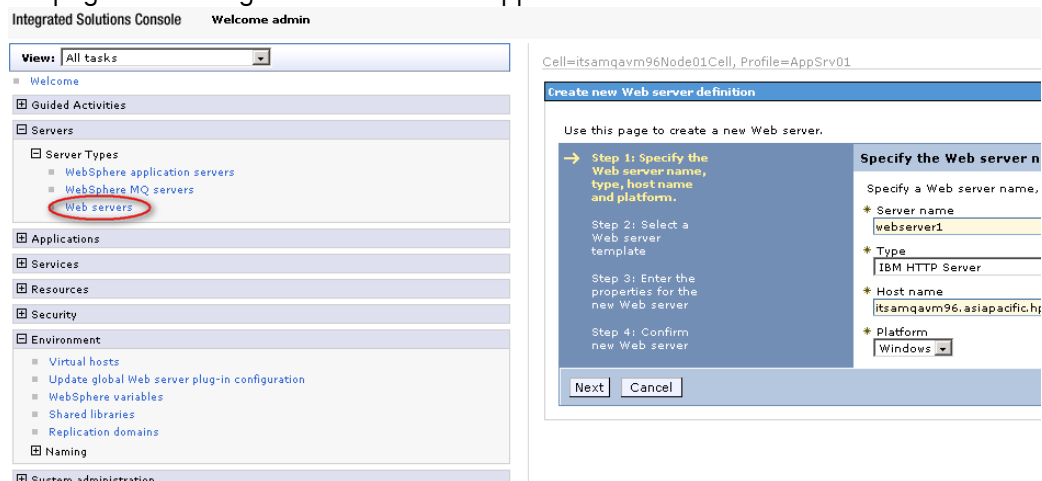 Integrated Solutions Console Welcome admin
View: All tasks
Welcome
Guided Activities
Servers
Server Types
WebSphere application servers
WebSphere MQ servers
Web servers
Applications
Services
Resources
Security
Environment
Virtual hosts
Update global Web server plug-in configuration
WebSphere variables
Shared libraries
Replication domains
Naming
System administration
Cell=itsamqavm96Node01Cell, Profile=AppSrv01
Create new Web server definition
Use this page to create a new Web server.
Step 1: Specify the
Web server name,
type, host name
and platform.
Step 2: Select a
Web server
template
Step 3: Enter the
properties for the
new Web server
Step 4: Confirm
new Web server
Specify the Web server n
Specify a Web server name,
* Server name
webserver1
* Type
IBM HTTP Server
* Host name
itsamqavm96.asiapacific.hp
* Platform
Windows
Next Cancel